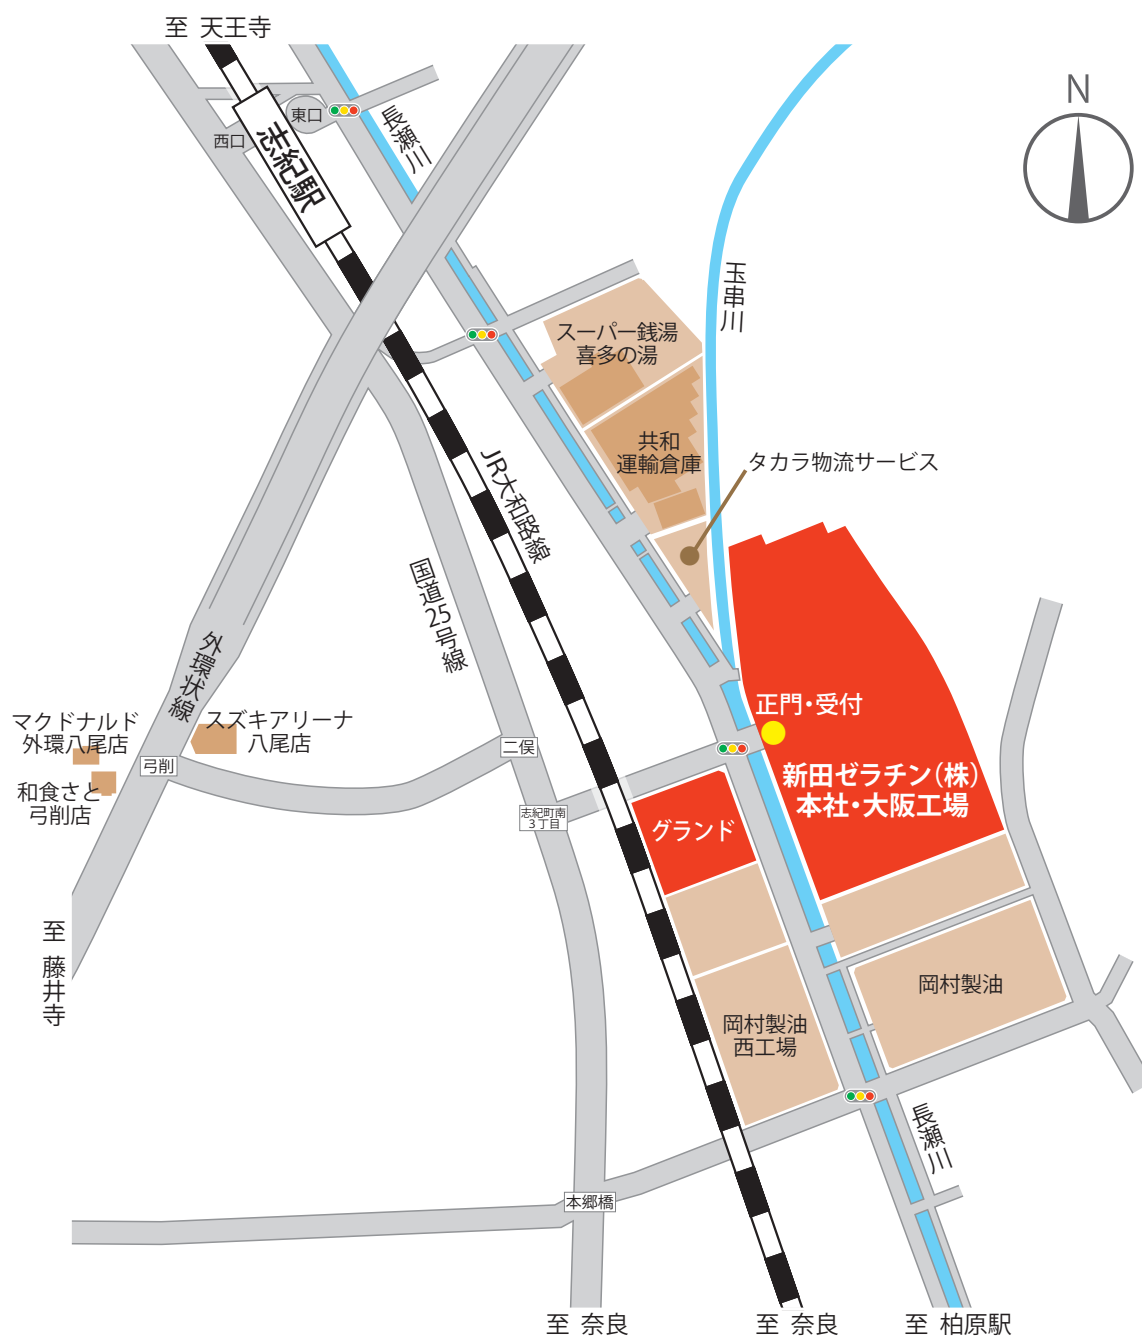 至 天王寺
N
東口
西口
志紀駅
長瀬川
玉串川
スーパー銭湯
喜多の湯
共和
運輸倉庫
タカラ物流サービス
JR大和路線
国道25号線
外環状線
マクドナルド
外環八尾店
スズキアリーナ
八尾店
正門・受付
二俣
弓削
和食さと
弓削店
新田ゼラチン(株)
本社・大阪工場
志紀町南
3丁目
グランド
至 藤井寺
岡村製油
岡村製油
西工場
長瀬川
本郷橋
至 奈良
至 奈良
至 柏原駅